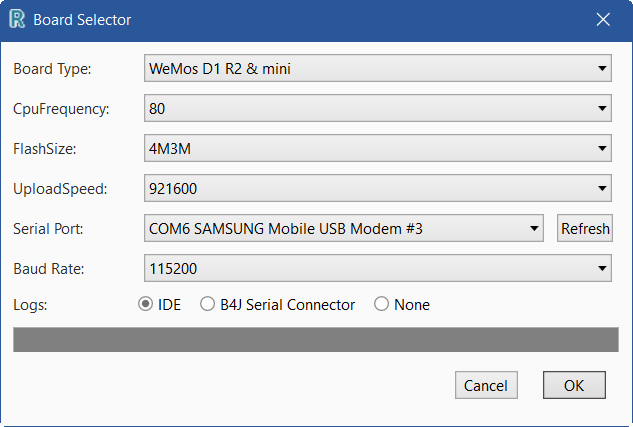 R Board Selector
Board Type: WeMos D1 R2 & mini
CpuFrequency: 80
FlashSize: 4M3M
UploadSpeed: 921600
Serial Port: COM6 SAMSUNG Mobile USB Modem #3 Refresh
Baud Rate: 115200
Logs: IDE B4J Serial Connector None
Cancel OK